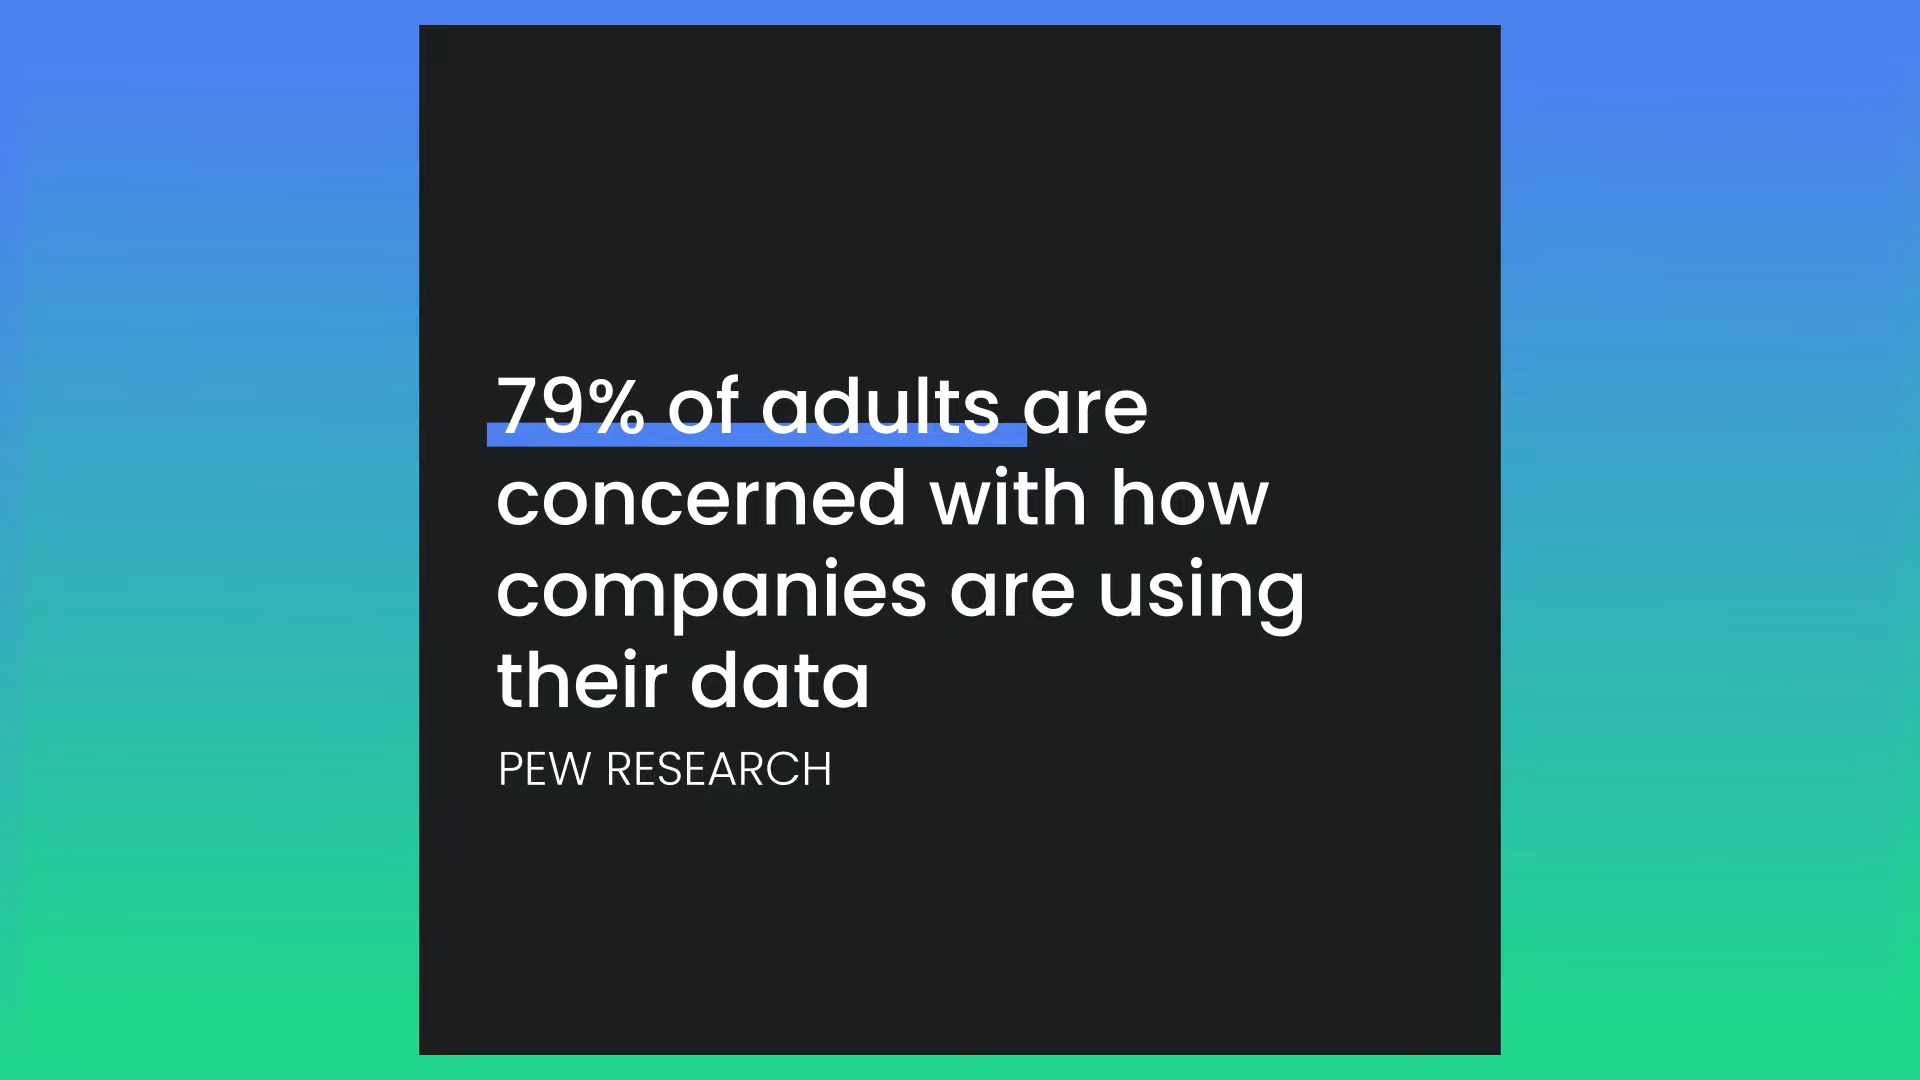 79% of adults are
concerned with how
companies are using
their data
PEW RESEARCH